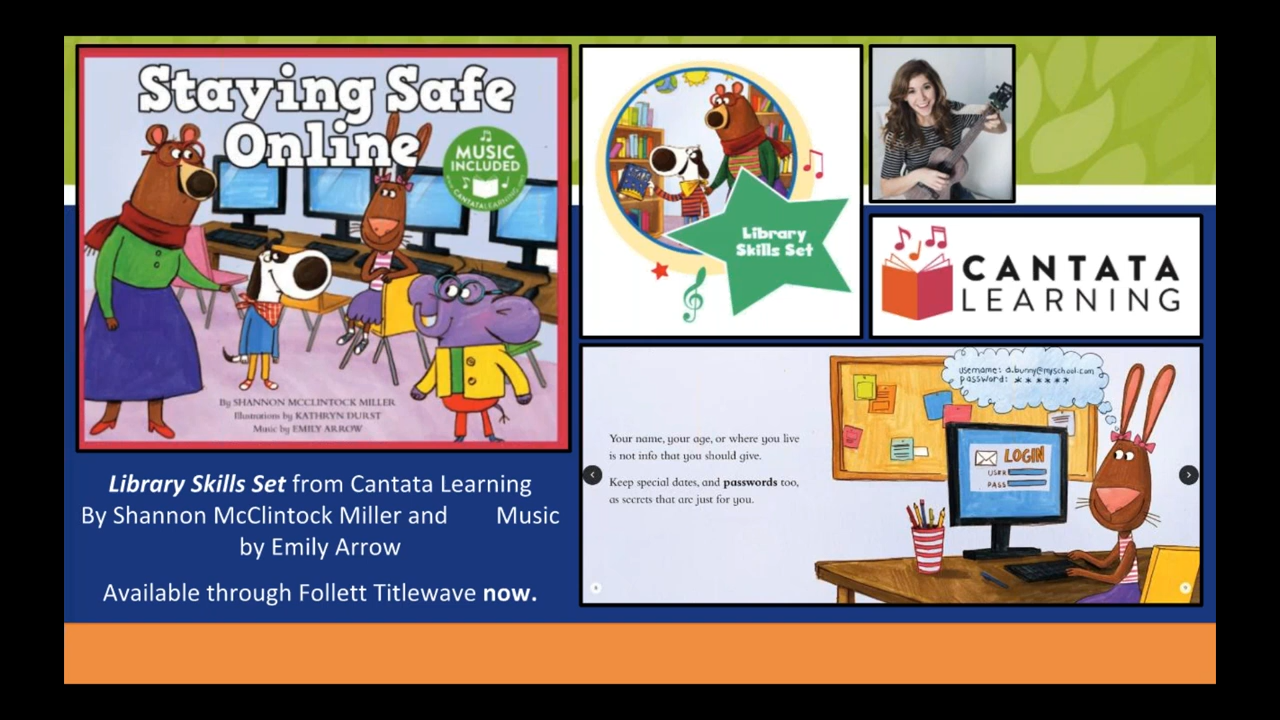 Staying Safe
Online
MUSIC
INCLUDED
CANTATALEARNING
By SHANNON MCCLINTOCK MILLER
Illustrations by KATHRYN DURST
Music by EMILY ARROW
Library Skills Set from Cantata Learning
By Shannon McClintock Miller and Music
by Emily Arrow
Available through Follett Titlewave now.
Library
Skills Set
CANTATA
LEARNING
Your name, your age, or where you live
is not info that you should give.
Keep special dates, and passwords too,
as secrets that are just for you.
username: a.bunny@myschool.com
password: ******
LOGIN
USER
PASS